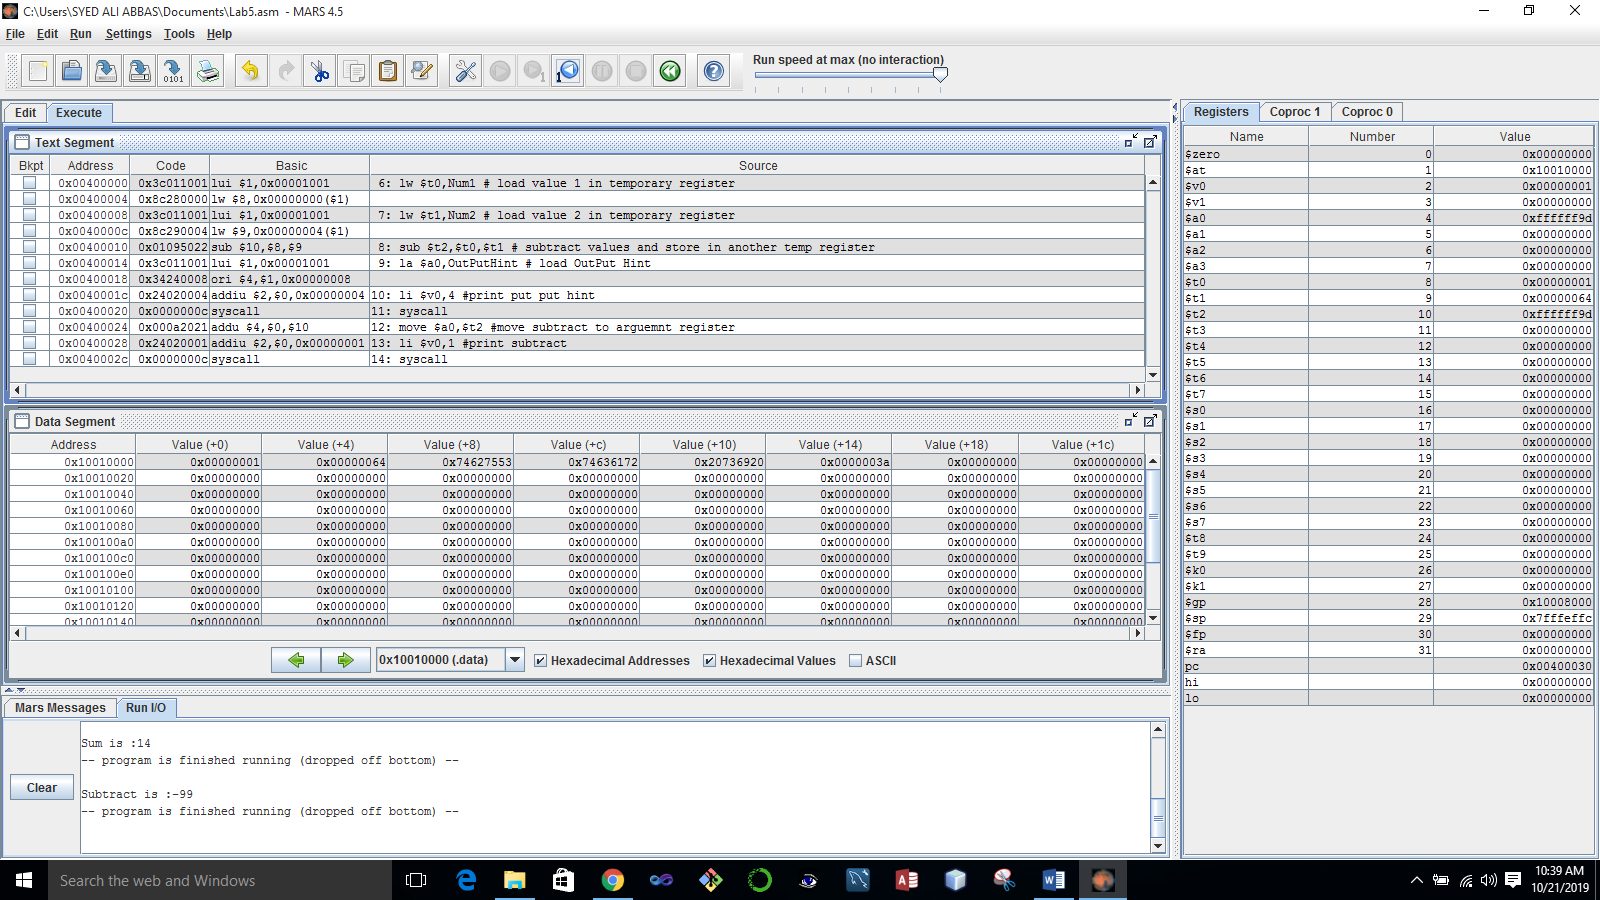 C:\Users\SYED ALI ABBAS\Documents\Lab5.asm - MARS 4.5
File Edit Run Settings Tools Help
Run speed at max (no interaction)
Edit Execute
Text Segment
Bkpt Address Code Basic Source
0x00400000 0x3c011001 lui $1,0x00001001 6: lw $t0,Num1 # load value 1 in temporary register
0x00400004 0x8c280000 lw $8,0x00000000($1)
0x00400008 0x3c011001 lui $1,0x00001001 7: lw $t1,Num2 # load value 2 in temporary register
0x0040000c 0x8c290004 lw $9,0x00000004($1)
0x00400010 0x01095022 sub $10,$8,$9 8: sub $t2,$t0,$t1 # subtract values and store in another temp register
0x00400014 0x3c011001 lui $1,0x00001001 9: la $a0,OutPutHint # load OutPut Hint
0x00400018 0x34240008 ori $4,$1,0x00000008
0x0040001c 0x24020004 addiu $2,$0,0x00000004 10: li $v0,4 #print put put hint
0x00400020 0x0000000c syscall 11: syscall
0x00400024 0x000a2021 addu $4,$0,$10 12: move $a0,$t2 #move subtract to arguemnt register
0x00400028 0x24020001 addiu $2,$0,0x00000001 13: li $v0,1 #print subtract
0x0040002c 0x0000000c syscall 14: syscall
Data Segment
Address Value (+0) Value (+4) Value (+8) Value (+c) Value (+10) Value (+14) Value (+18) Value (+1c)
0x10010000 0x00000001 0x00000064 0x74627553 0x74636172 0x20736920 0x0000003a 0x00000000 0x00000000
0x10010020 0x00000000 0x00000000 0x00000000 0x00000000 0x00000000 0x00000000 0x00000000 0x00000000
0x10010040 0x00000000 0x00000000 0x00000000 0x00000000 0x00000000 0x00000000 0x00000000 0x00000000
0x10010060 0x00000000 0x00000000 0x00000000 0x00000000 0x00000000 0x00000000 0x00000000 0x00000000
0x10010080 0x00000000 0x00000000 0x00000000 0x00000000 0x00000000 0x00000000 0x00000000 0x00000000
0x100100a0 0x00000000 0x00000000 0x00000000 0x00000000 0x00000000 0x00000000 0x00000000 0x00000000
0x100100c0 0x00000000 0x00000000 0x00000000 0x00000000 0x00000000 0x00000000 0x00000000 0x00000000
0x100100e0 0x00000000 0x00000000 0x00000000 0x00000000 0x00000000 0x00000000 0x00000000 0x00000000
0x10010100 0x00000000 0x00000000 0x00000000 0x00000000 0x00000000 0x00000000 0x00000000 0x00000000
0x10010120 0x00000000 0x00000000 0x00000000 0x00000000 0x00000000 0x00000000 0x00000000 0x00000000
0x10010140 0x00000000 0x00000000 0x00000000 0x00000000 0x00000000 0x00000000 0x00000000 0x00000000
0x10010000 (.data) Hexadecimal Addresses Hexadecimal Values ASCII
Mars Messages Run I/O
Clear
Sum is :14
-- program is finished running (dropped off bottom) --
Subtract is :-99
-- program is finished running (dropped off bottom) --
Registers Coproc 1 Coproc 0
Name Number Value
$zero 0 0x00000000
$at 1 0x10010000
$v0 2 0x00000001
$v1 3 0x00000000
$a0 4 0xffffff9d
$a1 5 0x00000000
$a2 6 0x00000000
$a3 7 0x00000000
$t0 8 0x00000001
$t1 9 0x00000064
$t2 10 0xffffff9d
$t3 11 0x00000000
$t4 12 0x00000000
$t5 13 0x00000000
$t6 14 0x00000000
$t7 15 0x00000000
$s0 16 0x00000000
$s1 17 0x00000000
$s2 18 0x00000000
$s3 19 0x00000000
$s4 20 0x00000000
$s5 21 0x00000000
$s6 22 0x00000000
$s7 23 0x00000000
$t8 24 0x00000000
$t9 25 0x00000000
$k0 26 0x00000000
$k1 27 0x00000000
$gp 28 0x10008000
$sp 29 0x7fffeffc
$fp 30 0x00000000
$ra 31 0x00000000
pc 0x00400030
hi 0x00000000
lo 0x00000000
Search the web and Windows
10:39 AM
10/21/2019